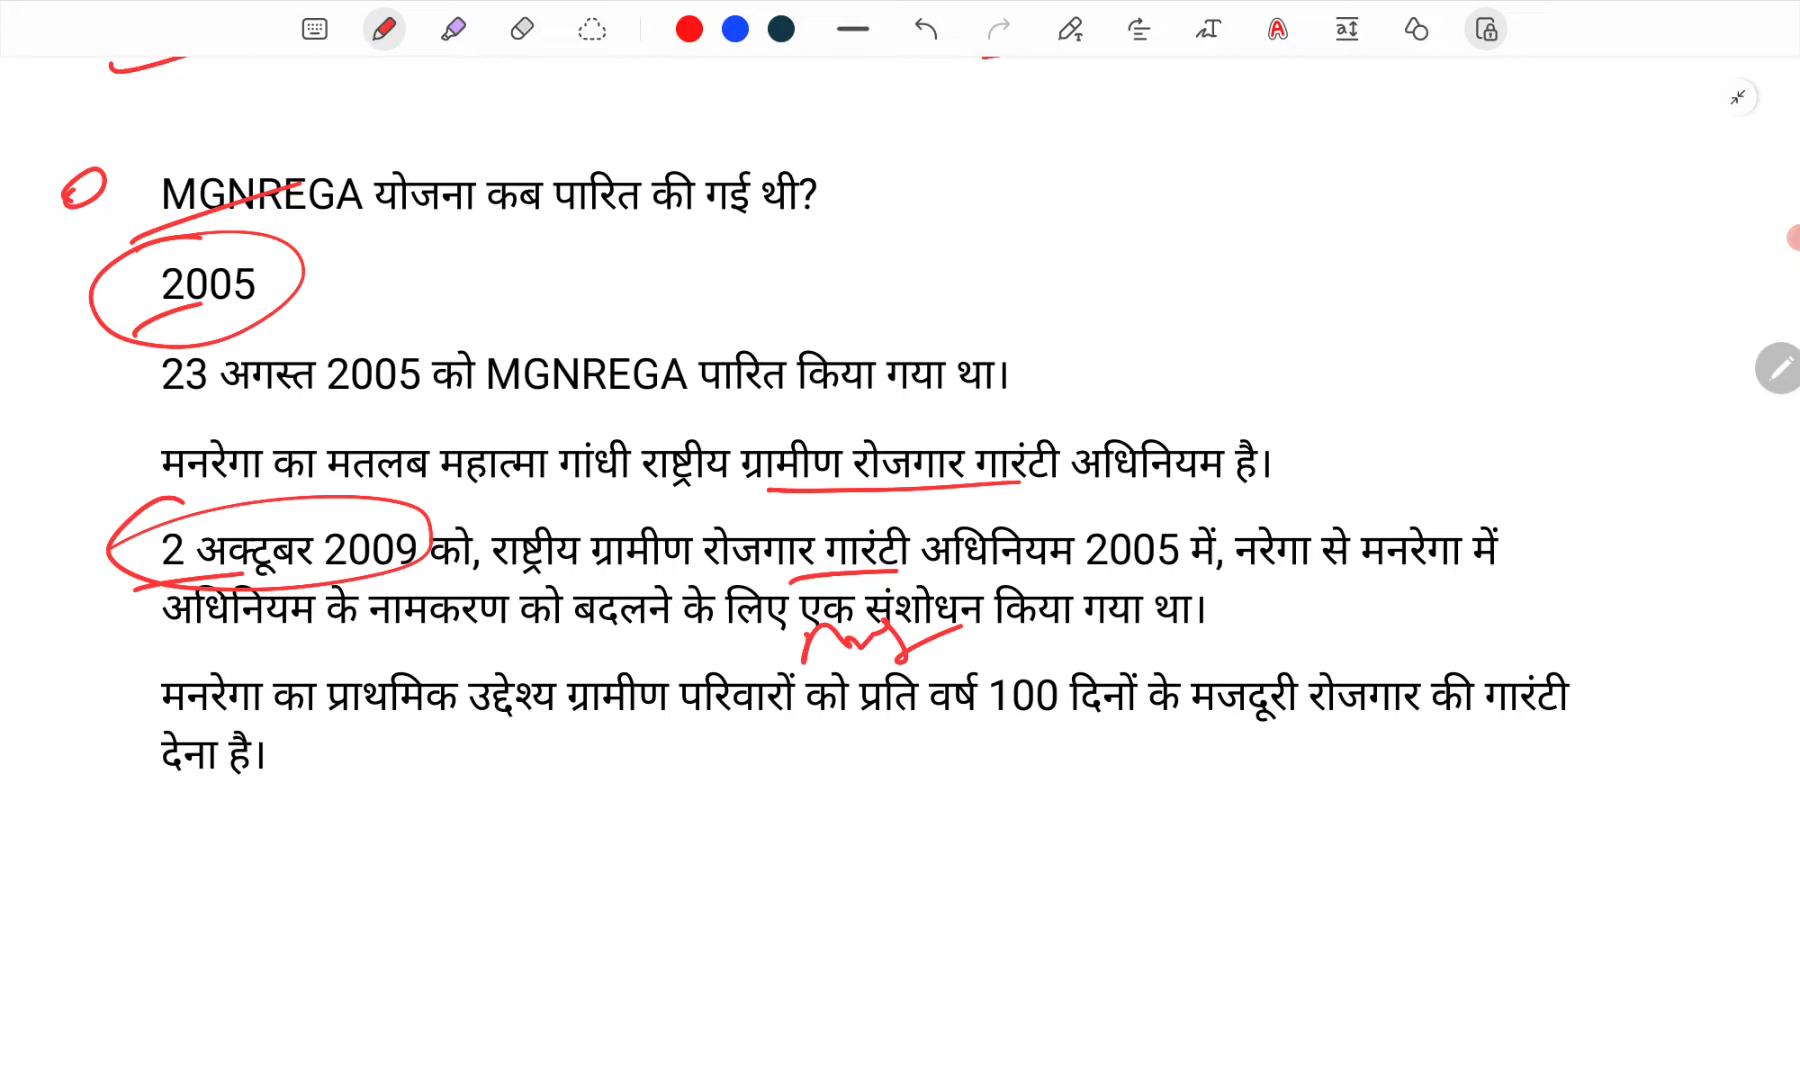 MGNREGA योजना कब पारित की गई थी?
2005
23 अगस्त 2005 को MGNREGA पारित किया गया था।
मनरेगा का मतलब महात्मा गांधी राष्ट्रीय ग्रामीण रोजगार गारंटी अधिनियम है।
2 अक्टूबर 2009 को, राष्ट्रीय ग्रामीण रोजगार गारंटी अधिनियम 2005 में, नरेगा से मनरेगा में
अधिनियम के नामकरण को बदलने के लिए एक संशोधन किया गया था।
मनरेगा का प्राथमिक उद्देश्य ग्रामीण परिवारों को प्रति वर्ष 100 दिनों के मजदूरी रोजगार की गारंटी
देना है।